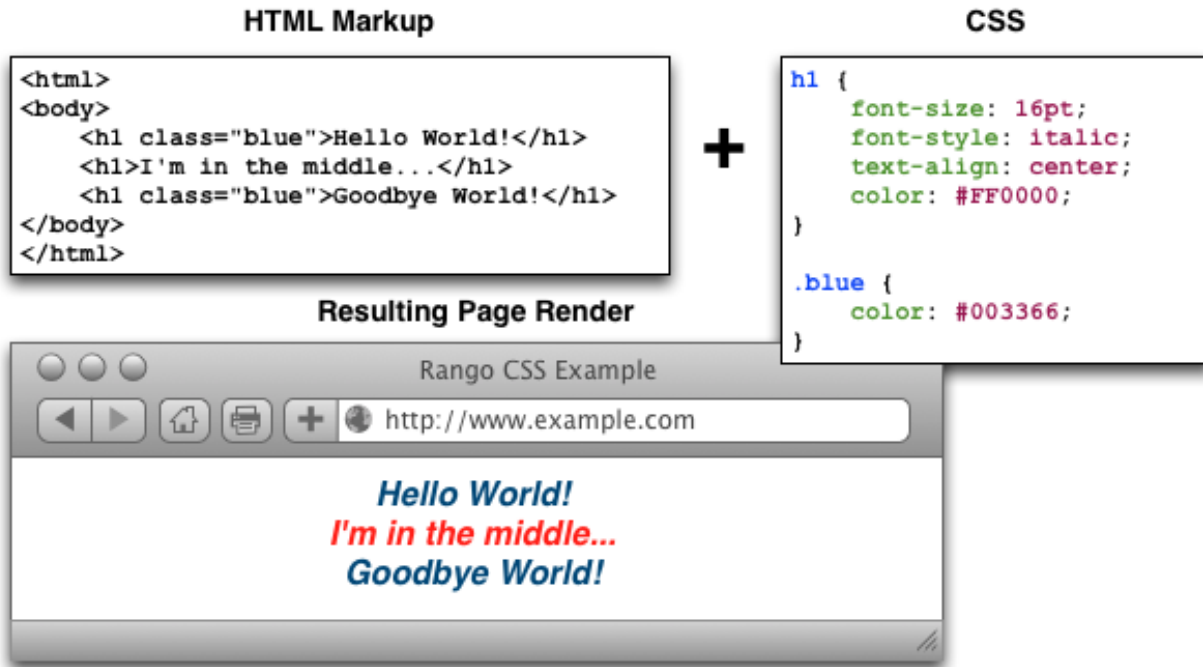 HTML Markup
<html>
<body>
    <h1 class="blue">Hello World!</h1>
    <h1>I'm in the middle...</h1>
    <h1 class="blue">Goodbye World!</h1>
</body>
</html>
+
CSS
h1 {
    font-size: 16pt;
    font-style: italic;
    text-align: center;
    color: #FF0000;
}
.blue {
    color: #003366;
}
Resulting Page Render
Rango CSS Example
http://www.example.com
Hello World!
I'm in the middle...
Goodbye World!